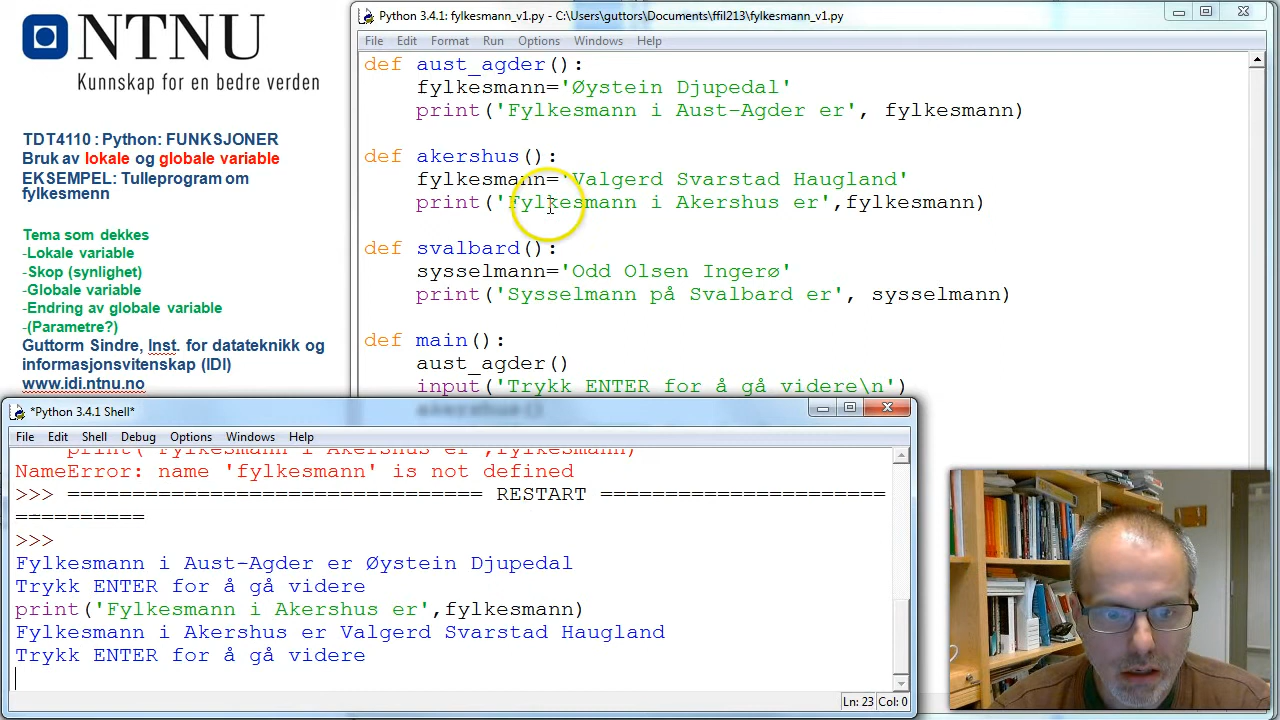 NTNU
Kunnskap for en bedre verden
TDT4110 : Python: FUNKSJONER
Bruk av lokale og globale variable
EKSEMPEL: Tulleprogram om
fylkesmenn
Tema som dekkes
-Lokale variable
-Skop (synlighet)
-Globale variable
-Endring av globale variable
-(Parametre?)
Guttorm Sindre, Inst. for datateknikk og
informasjonsvitenskap (IDI)
www.idi.ntnu.no
Python 3.4.1: fylkesmann_v1.py - C:\Users\guttors\Documents\ffil213\fylkesmann_v1.py
File Edit Format Run Options Windows Help
def aust_agder():
    fylkesmann='Øystein Djupedal'
    print('Fylkesmann i Aust-Agder er', fylkesmann)
def akershus():
    fylkesmann='Valgerd Svarstad Haugland'
    print('Fylkesmann i Akershus er',fylkesmann)
def svalbard():
    sysselmann='Odd Olsen Ingerø'
    print('Sysselmann på Svalbard er', sysselmann)
def main():
    aust_agder()
    input('Trykk ENTER for å gå videre\n')
    akershus()
*Python 3.4.1 Shell*
File Edit Shell Debug Options Windows Help
    print('Fylkesmann i Akershus er',fylkesmann)
NameError: name 'fylkesmann' is not defined
>>> ================================ RESTART ======================
==========
>>>
Fylkesmann i Aust-Agder er Øystein Djupedal
Trykk ENTER for å gå videre
print('Fylkesmann i Akershus er',fylkesmann)
Fylkesmann i Akershus er Valgerd Svarstad Haugland
Trykk ENTER for å gå videre
Ln: 23 Col: 0